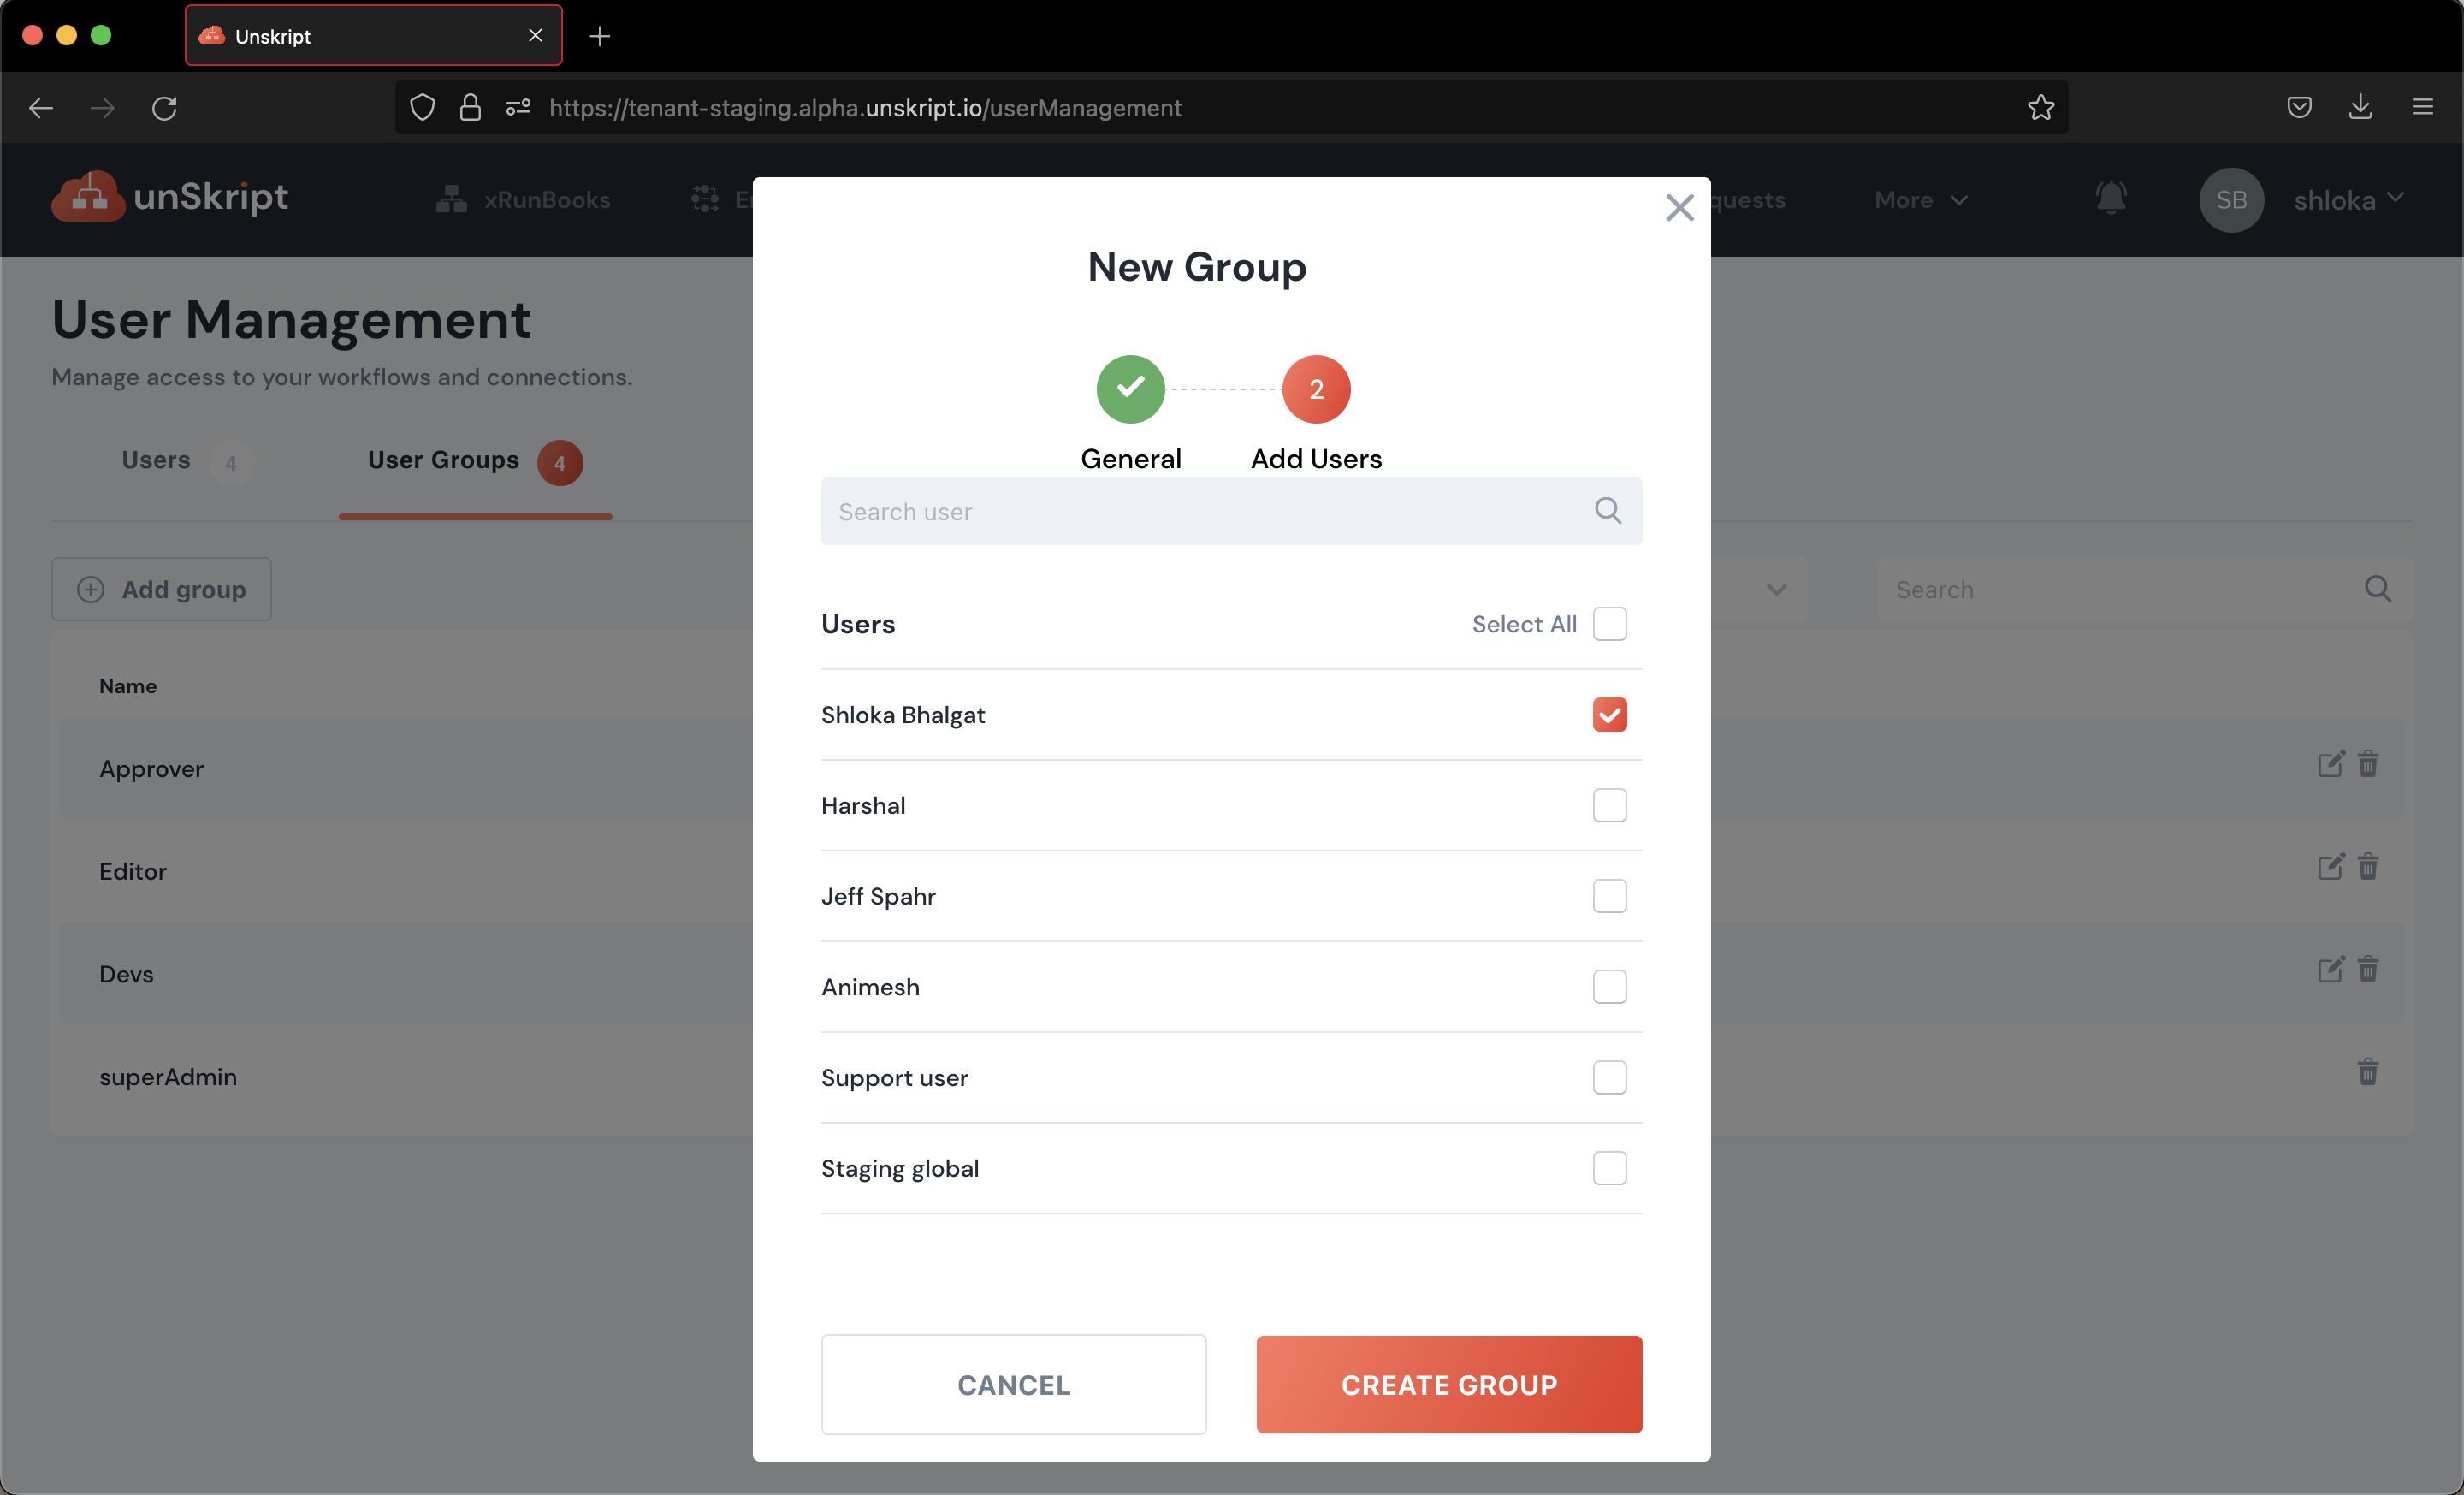 Unskript
https://tenant-staging.alpha.unskript.io/userManagement
unSkript
xRunBooks
quests
More
SB
shloka
New Group
User Management
Manage access to your workflows and connections.
2
General
Add Users
Users 4
User Groups 4
Search user
Add group
Search
Users
Select All
Name
Shloka Bhalgat
Approver
Harshal
Editor
Jeff Spahr
Devs
Animesh
superAdmin
Support user
Staging global
CANCEL
CREATE GROUP